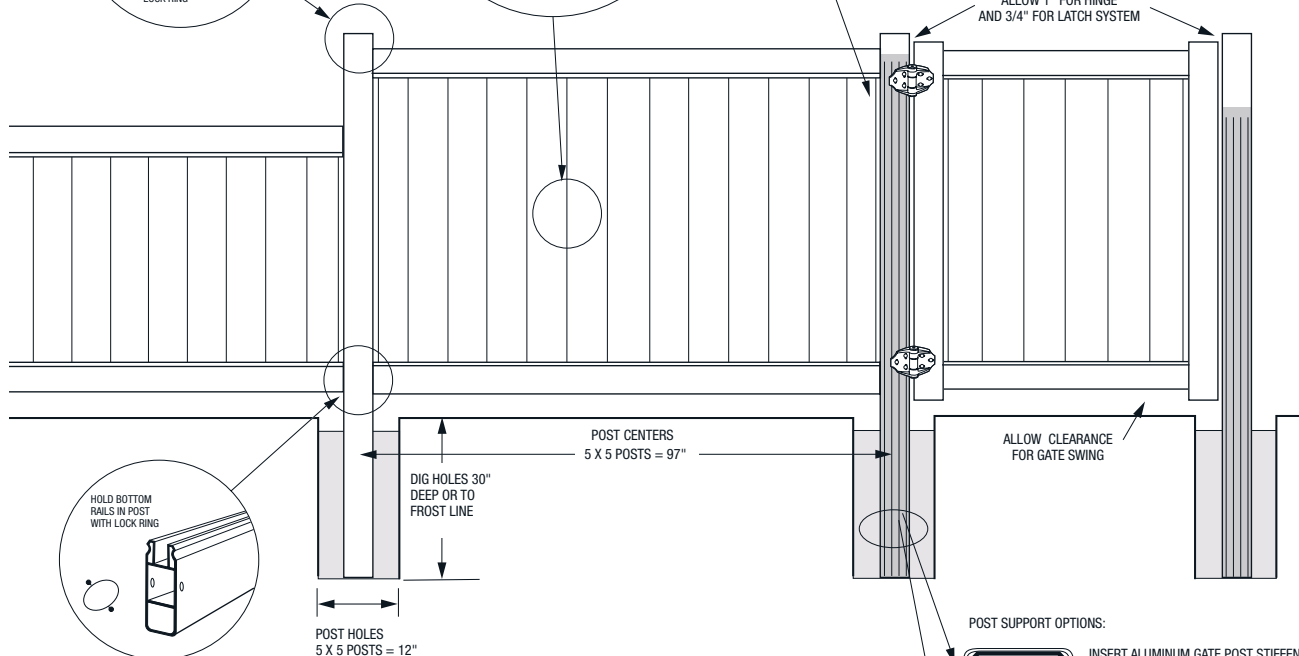 LOCK RING
ALLOW 1" FOR HINGE
AND 3/4" FOR LATCH SYSTEM
POST CENTERS
5 X 5 POSTS = 97"
ALLOW CLEARANCE
FOR GATE SWING
DIG HOLES 30"
DEEP OR TO
FROST LINE
HOLD BOTTOM
RAILS IN POST
WITH LOCK RING
POST HOLES
5 X 5 POSTS = 12"
POST SUPPORT OPTIONS:
INSERT ALUMINUM GATE POST STIFFEN